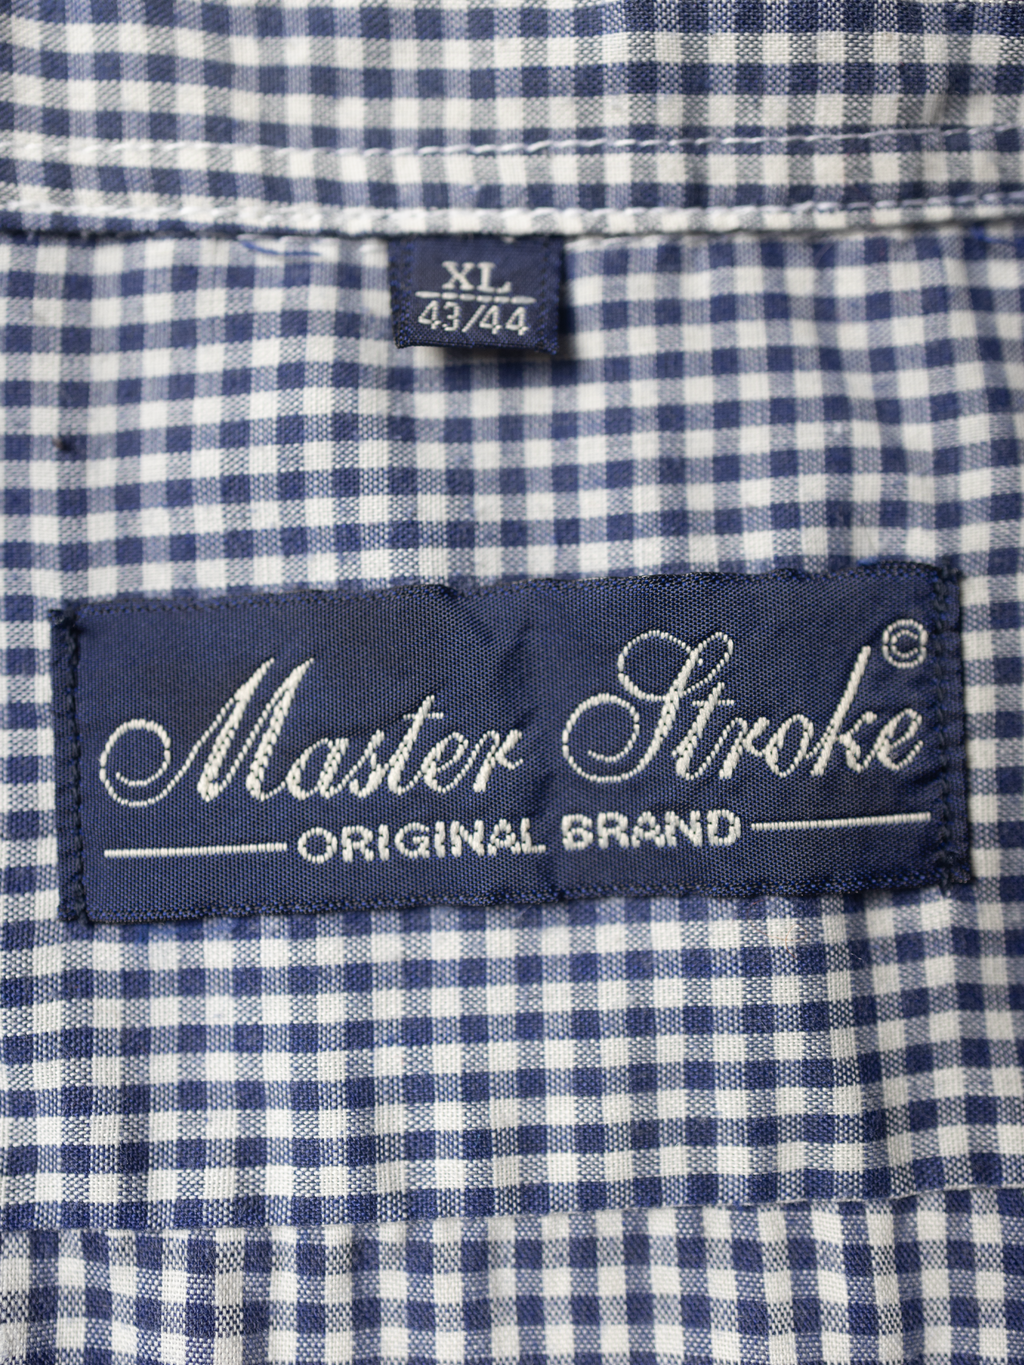 XL
43/44
Master Stroke ©
ORIGINAL BRAND